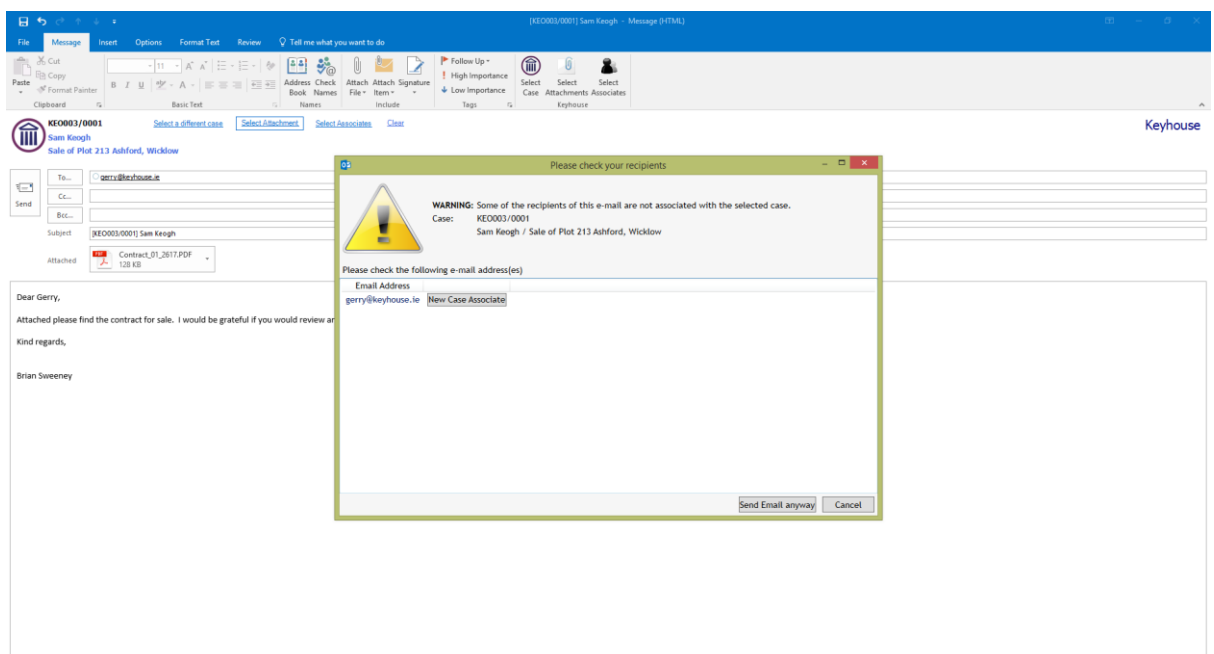 [KEO003/0001] Sam Keogh - Message (HTML)
File Message Insert Options Format Text Review Tell me what you want to do
Paste
Cut
Copy
Format Painter
Clipboard
11
B I U
Basic Text
Address Book
Check Names
Names
Attach File
Attach Item
Signature
Include
Follow Up
High Importance
Low Importance
Tags
Select Case
Select Attachments
Select Associates
Keyhouse
KEO003/0001 Select a different case Select Attachment Select Associates Clear
Sam Keogh
Sale of Plot 213 Ashford, Wicklow
Keyhouse
Send
To... gerry@keyhouse.ie
Cc...
Bcc...
Subject [KEO003/0001] Sam Keogh
Attached PDF Contract_01_2617.PDF
128 KB
Dear Gerry,
Attached please find the contract for sale. I would be grateful if you would review
Kind regards,
Brian Sweeney
Please check your recipients
WARNING: Some of the recipients of this e-mail are not associated with the selected case.
Case: KEO003/0001
Sam Keogh / Sale of Plot 213 Ashford, Wicklow
Please check the following e-mail address(es)
Email Address
gerry@keyhouse.ie New Case Associate
Send Email anyway Cancel